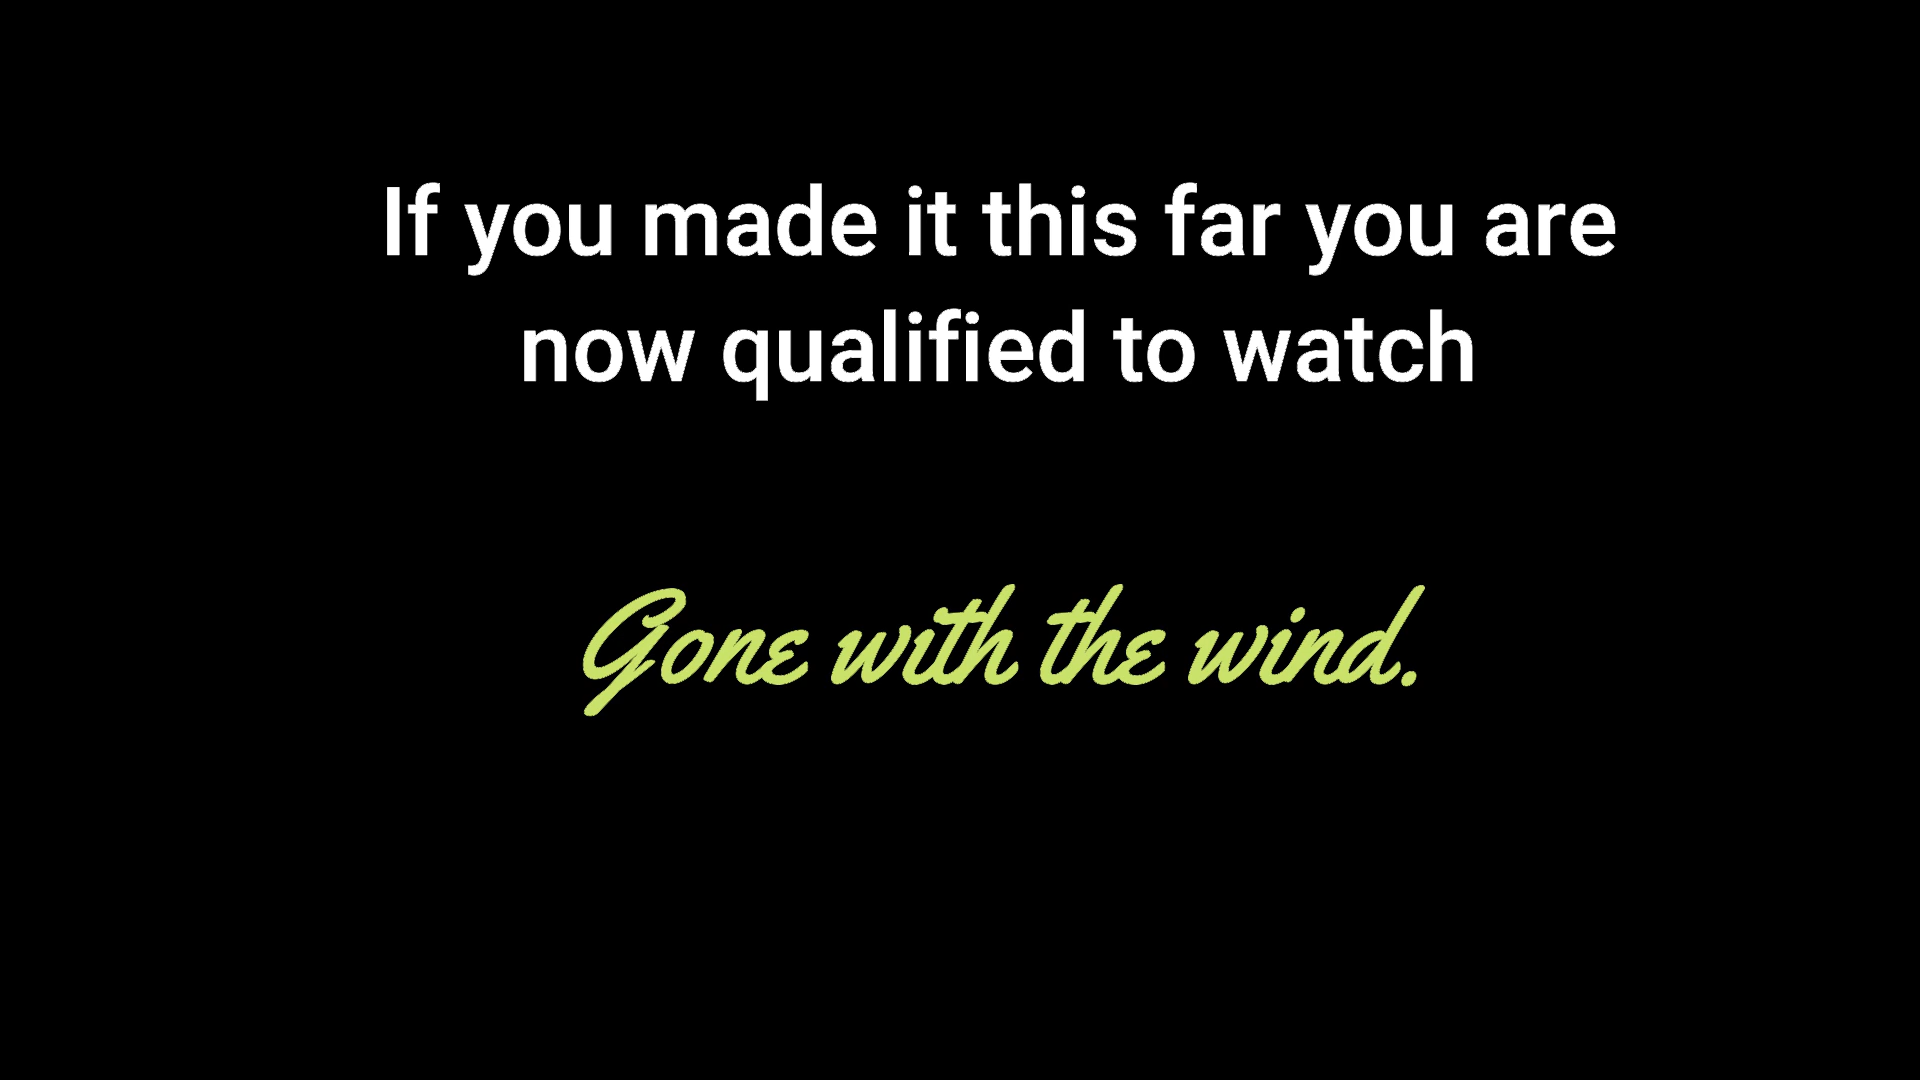 If you made it this far you are
now qualified to watch
Gone with the wind.